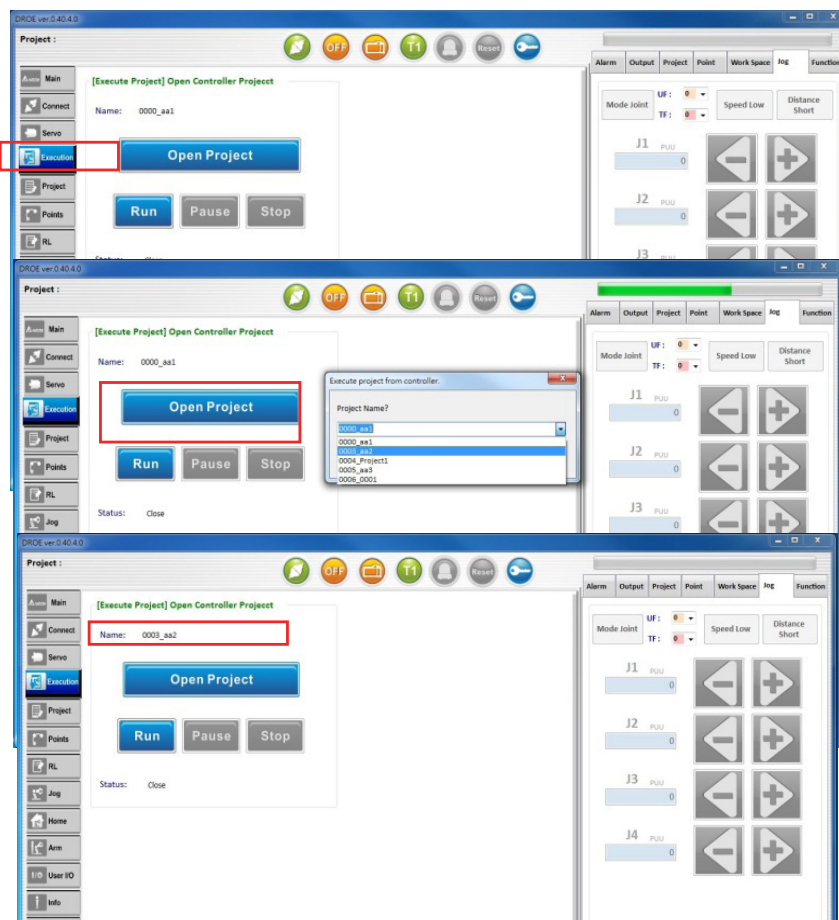 DROE ver.0.40.4.0
Project :
OFF T1 Reset
Alarm Output Project Point Work Space Jog Function
Main
Connect
Servo
Execution
Project
Points
RL
[Execute Project] Open Controller Projecct
Name: 0000_aa1
Open Project
Run Pause Stop
Status: Close
Mode Joint UF: 0 TF: 0 Speed Low Distance Short
J1 PUU
0
J2 PUU
0
J3 PUU
DROE ver.0.40.4.0
Project :
OFF T1 Reset
Alarm Output Project Point Work Space Jog Function
Main
Connect
Servo
Execution
Project
Points
RL
Jog
[Execute Project] Open Controller Projecct
Name: 0000_aa1
Open Project
Run Pause Stop
Status: Close
Execute project from controller.
Project Name?
0000_aa1
0000_aa1
0003_aa2
0004_Project1
0005_aa3
0006_0001
Mode Joint UF: 0 TF: 0 Speed Low Distance Short
J1 PUU
0
J2 PUU
0
J3 PUU
0
DROE ver.0.40.4.0
Project :
OFF T1 Reset
Alarm Output Project Point Work Space Jog Function
Main
Connect
Servo
Execution
Project
Points
RL
Jog
Home
Arm
I/O User I/O
Info
[Execute Project] Open Controller Projecct
Name: 0003_aa2
Open Project
Run Pause Stop
Status: Close
Mode Joint UF: 0 TF: 0 Speed Low Distance Short
J1 PUU
0
J2 PUU
0
J3 PUU
0
J4 PUU
0